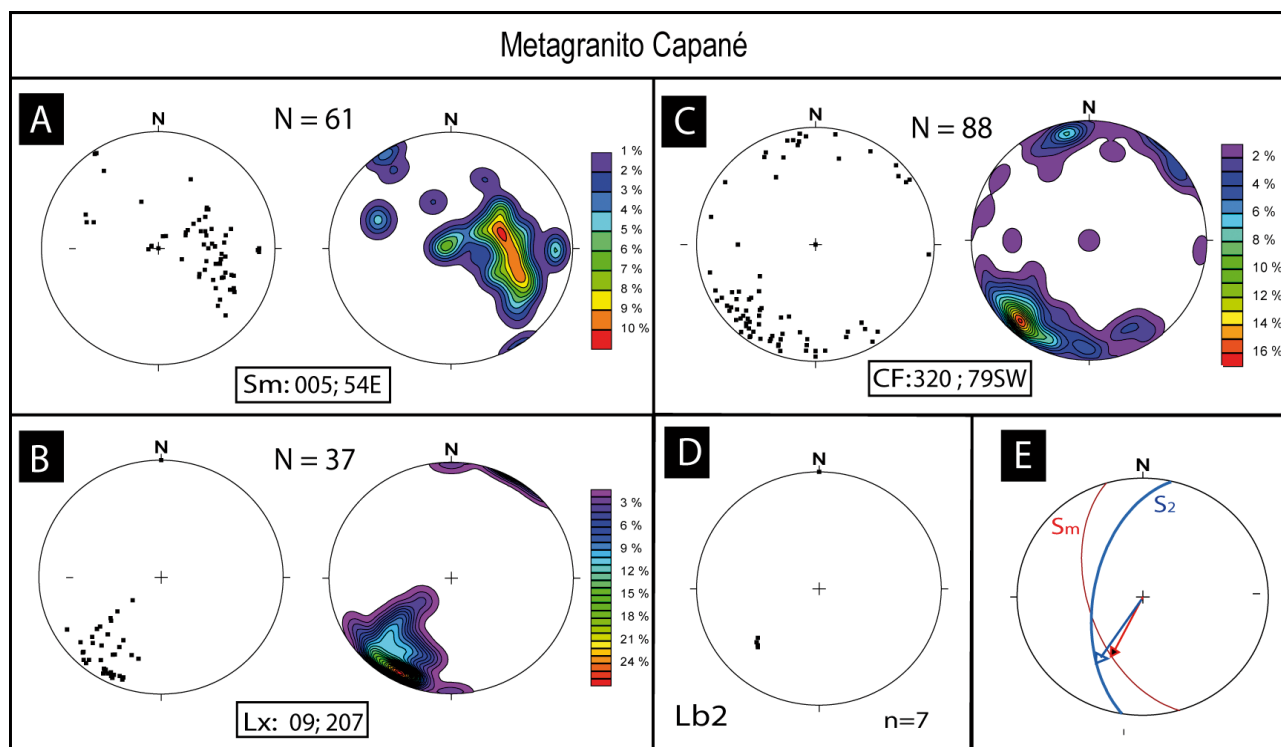 Metagranito Capané
A
N = 61
N
N
1 %
2 %
3 %
4 %
5 %
6 %
7 %
8 %
9 %
10 %
Sm: 005; 54E
C
N = 88
N
N
2 %
4 %
6 %
8 %
10 %
12 %
14 %
16 %
CF:320 ; 79SW
B
N = 37
N
N
3 %
6 %
9 %
12 %
15 %
18 %
21 %
24 %
Lx: 09; 207
D
N
Lb2
n=7
E
N
Sm
S2